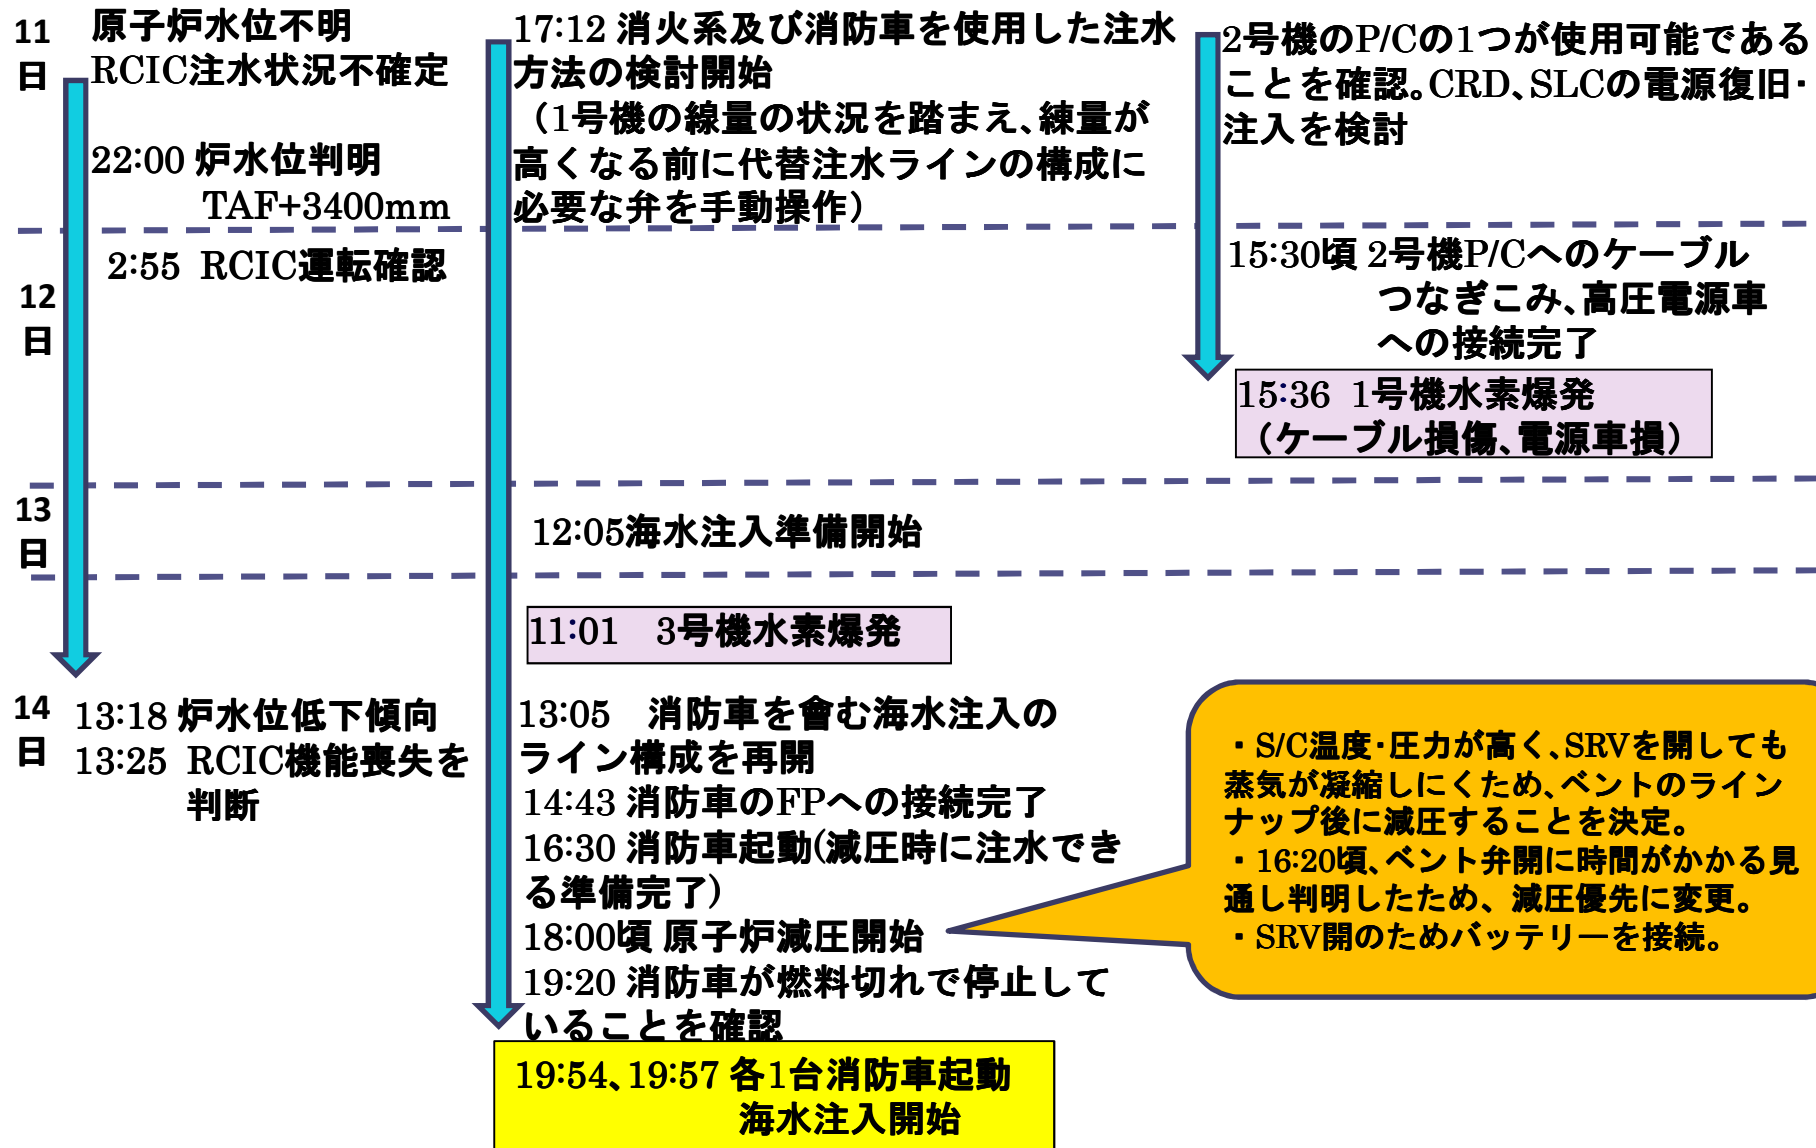 11
日
原子炉水位不明
RCIC注水状況不確定
22:00 炉水位判明
TAF+3400mm
17:12 消火系及び消防車を使用した注水
方法の検討開始
（1号機の線量の状況を踏まえ、練量が
高くなる前に代替注水ラインの構成に
必要な弁を手動操作）
2号機のP/Cの1つが使用可能である
ことを確認。CRD、SLCの電源復旧・
注入を検討
12
日
2:55 RCIC運転確認
15:30頃 2号機P/Cへのケーブル
つなぎこみ、高圧電源車
への接続完了
15:36 1号機水素爆発
（ケーブル損傷、電源車損）
13
日
12:05海水注入準備開始
11:01 3号機水素爆発
14
日
13:18 炉水位低下傾向
13:25 RCIC機能喪失を
判断
13:05 消防車を會む海水注入の
ライン構成を再開
14:43 消防車のFPへの接続完了
16:30 消防車起動(減圧時に注水でき
る準備完了)
18:00頃 原子炉減圧開始
19:20 消防車が燃料切れで停止して
いることを確認
19:54、19:57 各1台消防車起動
海水注入開始
・S/C温度・圧力が高く、SRVを開しても
蒸気が凝縮しにくため、ベントのライン
ナップ後に減圧することを決定。
・16:20頃、ベント弁開に時間がかかる見
通し判明したため、減圧優先に変更。
・SRV開のためバッテリーを接続。